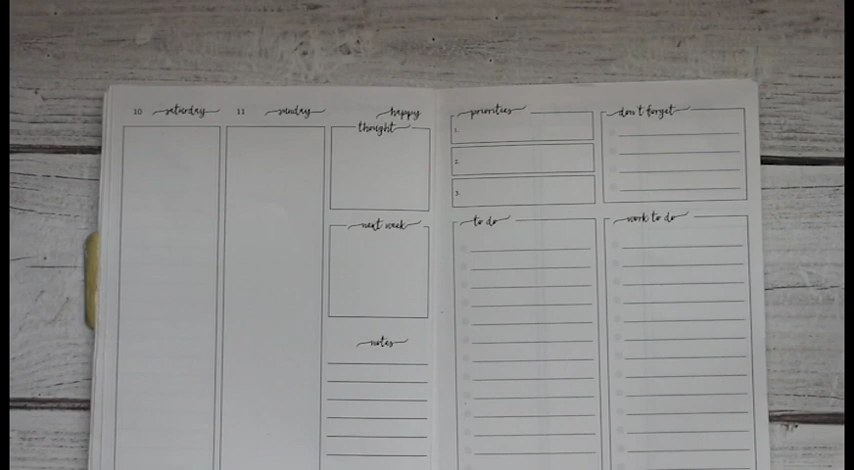 10 saturday
11 sunday
happy
thought
next week
notes
priorities
1.
2.
3.
don't forget
to do
work to do